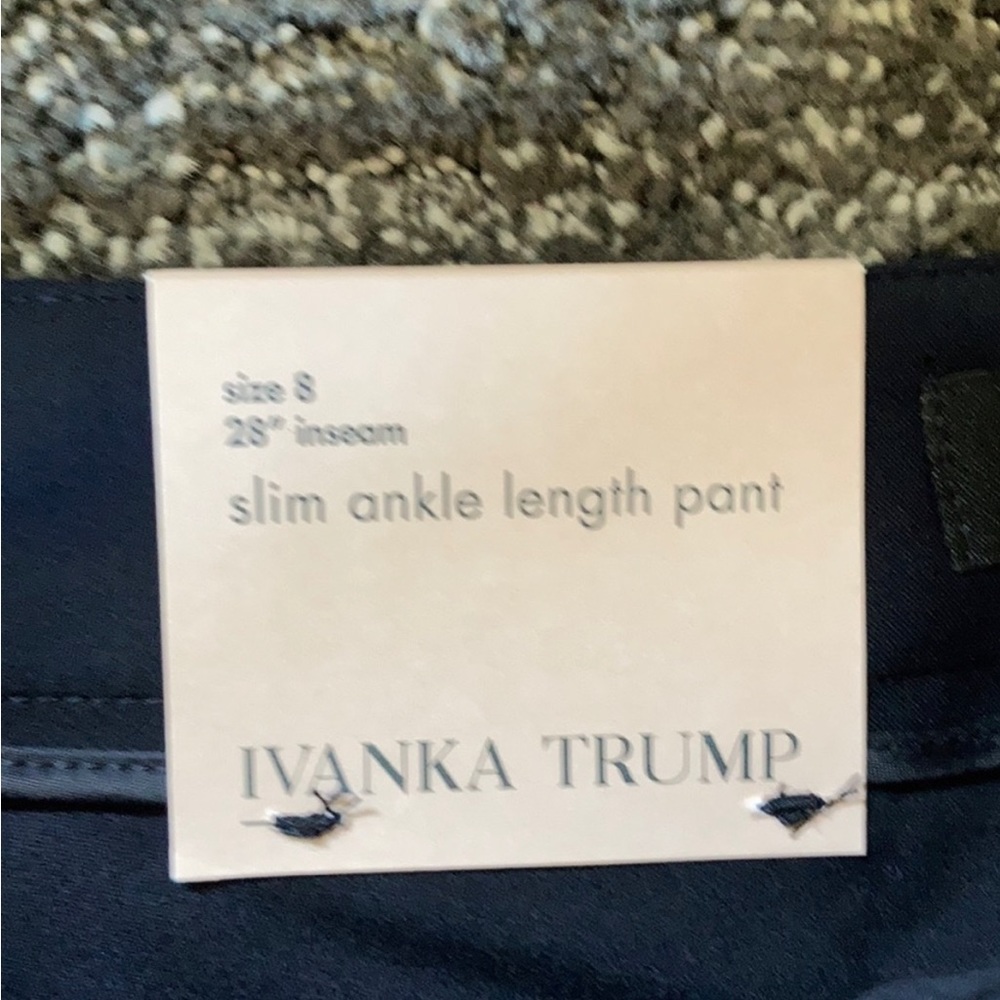 size 8
28" inseam
slim ankle length pant
IVANKA TRUMP